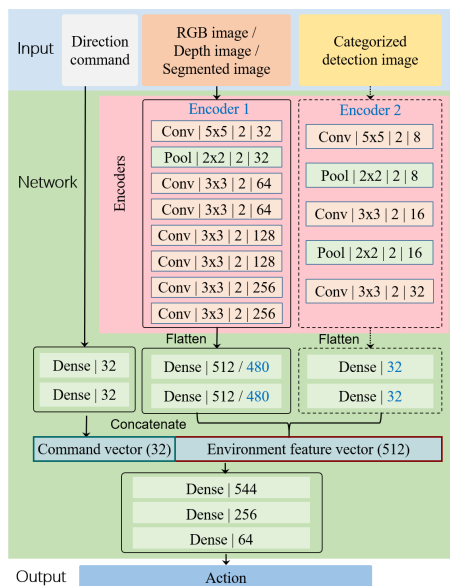 Input
Direction
command
RGB image /
Depth image /
Segmented image
Categorized
detection image
Network
Encoders
Encoder 1
Conv | 5x5 | 2 | 32
Pool | 2x2 | 2 | 32
Conv | 3x3 | 2 | 64
Conv | 3x3 | 2 | 64
Conv | 3x3 | 2 | 128
Conv | 3x3 | 2 | 128
Conv | 3x3 | 2 | 256
Conv | 3x3 | 2 | 256
Encoder 2
Conv | 5x5 | 2 | 8
Pool | 2x2 | 2 | 8
Conv | 3x3 | 2 | 16
Pool | 2x2 | 2 | 16
Conv | 3x3 | 2 | 32
Flatten
Flatten
Dense | 32
Dense | 32
Dense | 512 / 480
Dense | 512 / 480
Dense | 32
Dense | 32
Concatenate
Command vector (32)
Environment feature vector (512)
Dense | 544
Dense | 256
Dense | 64
Output
Action